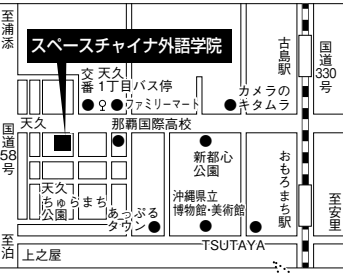 至浦添
スペースチャイナ外語学院
古島駅
国道330号
交番
天久1丁目バス停
ファミリーマート
カメラのキタムラ
天久
那覇国際高校
国道58号
新都心公園
おもろまち駅
天久ちゅらまち公園
あっぷるタウン
沖縄県立
博物館・美術館
至安里
TSUTAYA
至泊
上之屋